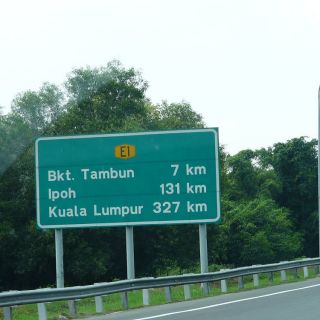 E1
Bkt. Tambun 7 km
Ipoh 131 km
Kuala Lumpur 327 km